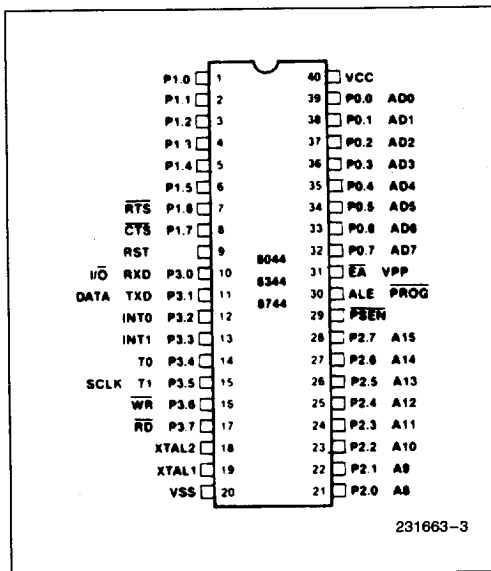 P1.0 1 40 VCC
P1.1 2 39 P0.0 AD0
P1.2 3 38 P0.1 AD1
P1.3 4 37 P0.2 AD2
P1.4 5 36 P0.3 AD3
P1.5 6 35 P0.4 AD4
R̅T̅S̅ P1.6 7 34 P0.5 AD5
C̅T̅S̅ P1.7 8 33 P0.6 AD6
RST 9 32 P0.7 AD7
I/O̅ RXD P3.0 10 31 E̅A̅ VPP
DATA TXD P3.1 11 30 ALE P̅R̅O̅G̅
INT0 P3.2 12 29 P̅S̅E̅N̅
INT1 P3.3 13 28 P2.7 A15
T0 P3.4 14 27 P2.6 A14
SCLK T1 P3.5 15 26 P2.5 A13
W̅R̅ P3.6 16 25 P2.4 A12
R̅D̅ P3.7 17 24 P2.3 A11
XTAL2 18 23 P2.2 A10
XTAL1 19 22 P2.1 A9
VSS 20 21 P2.0 A8
8044
8344
8744
231663-3